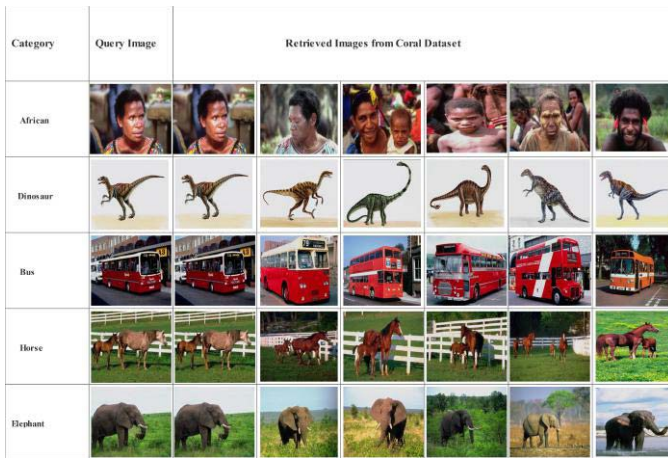 Category Query Image Retrieved Images from Coral Dataset
African
Dinosaur
Bus
Horse
Elephant